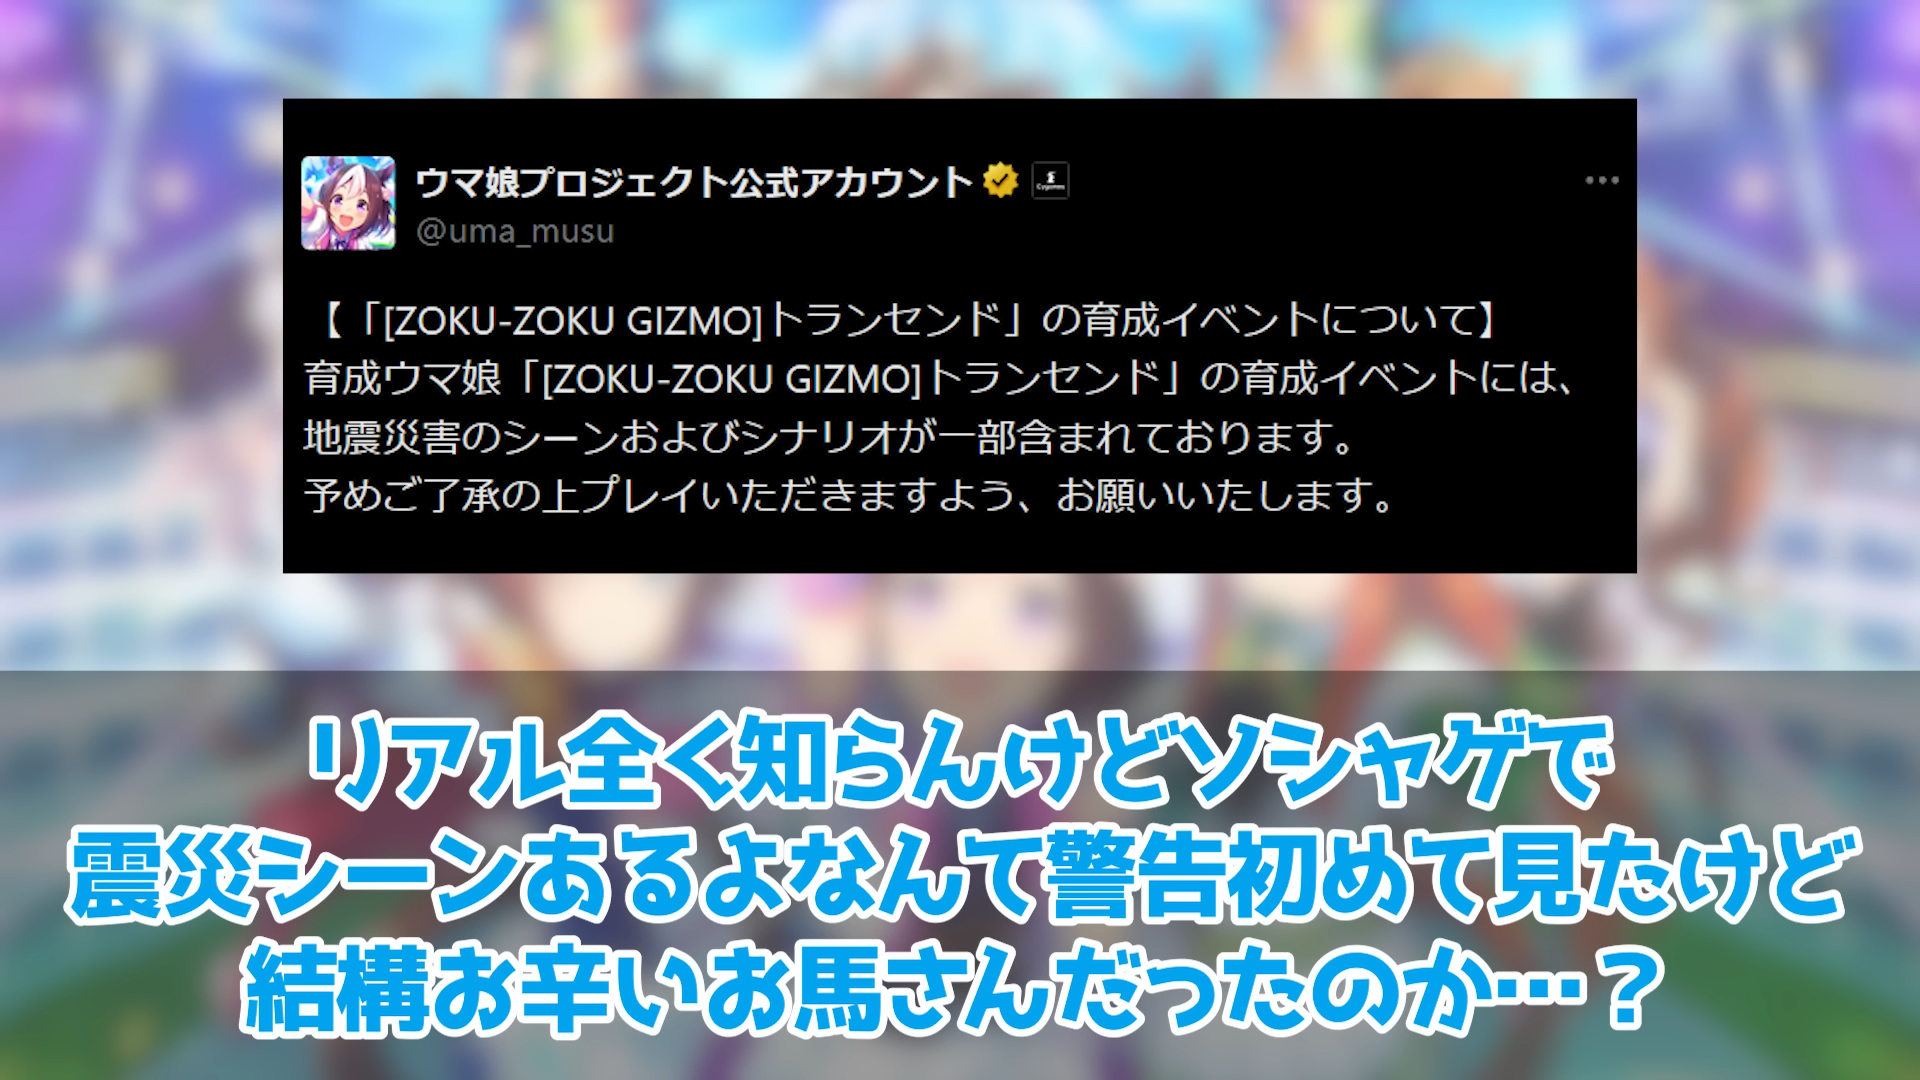 ウマ娘プロジェクト公式アカウント
@uma_musu
【「[ZOKU-ZOKU GIZMO]トランセンド」の育成イベントについて】
育成ウマ娘「[ZOKU-ZOKU GIZMO]トランセンド」の育成イベントには、
地震災害のシーンおよびシナリオが一部含まれております。
予めご了承の上プレイいただきますよう、お願いいたします。
リアル全く知らんけどソシャゲで
震災シーンあるよなんて警告初めて見たけど
結構お辛いお馬さんだったのか…？